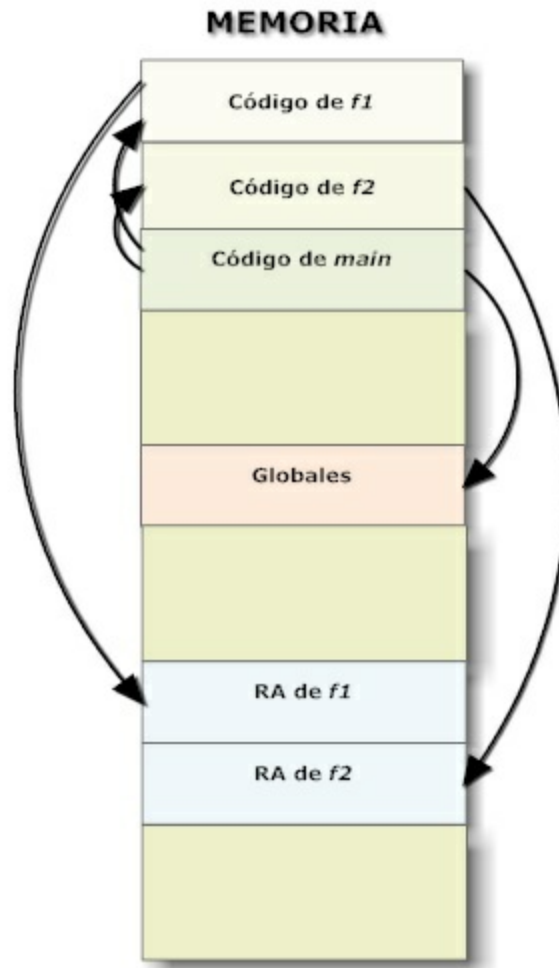 MEMORIA
Código de f1
Código de f2
Código de main
Globales
RA de f1
RA de f2